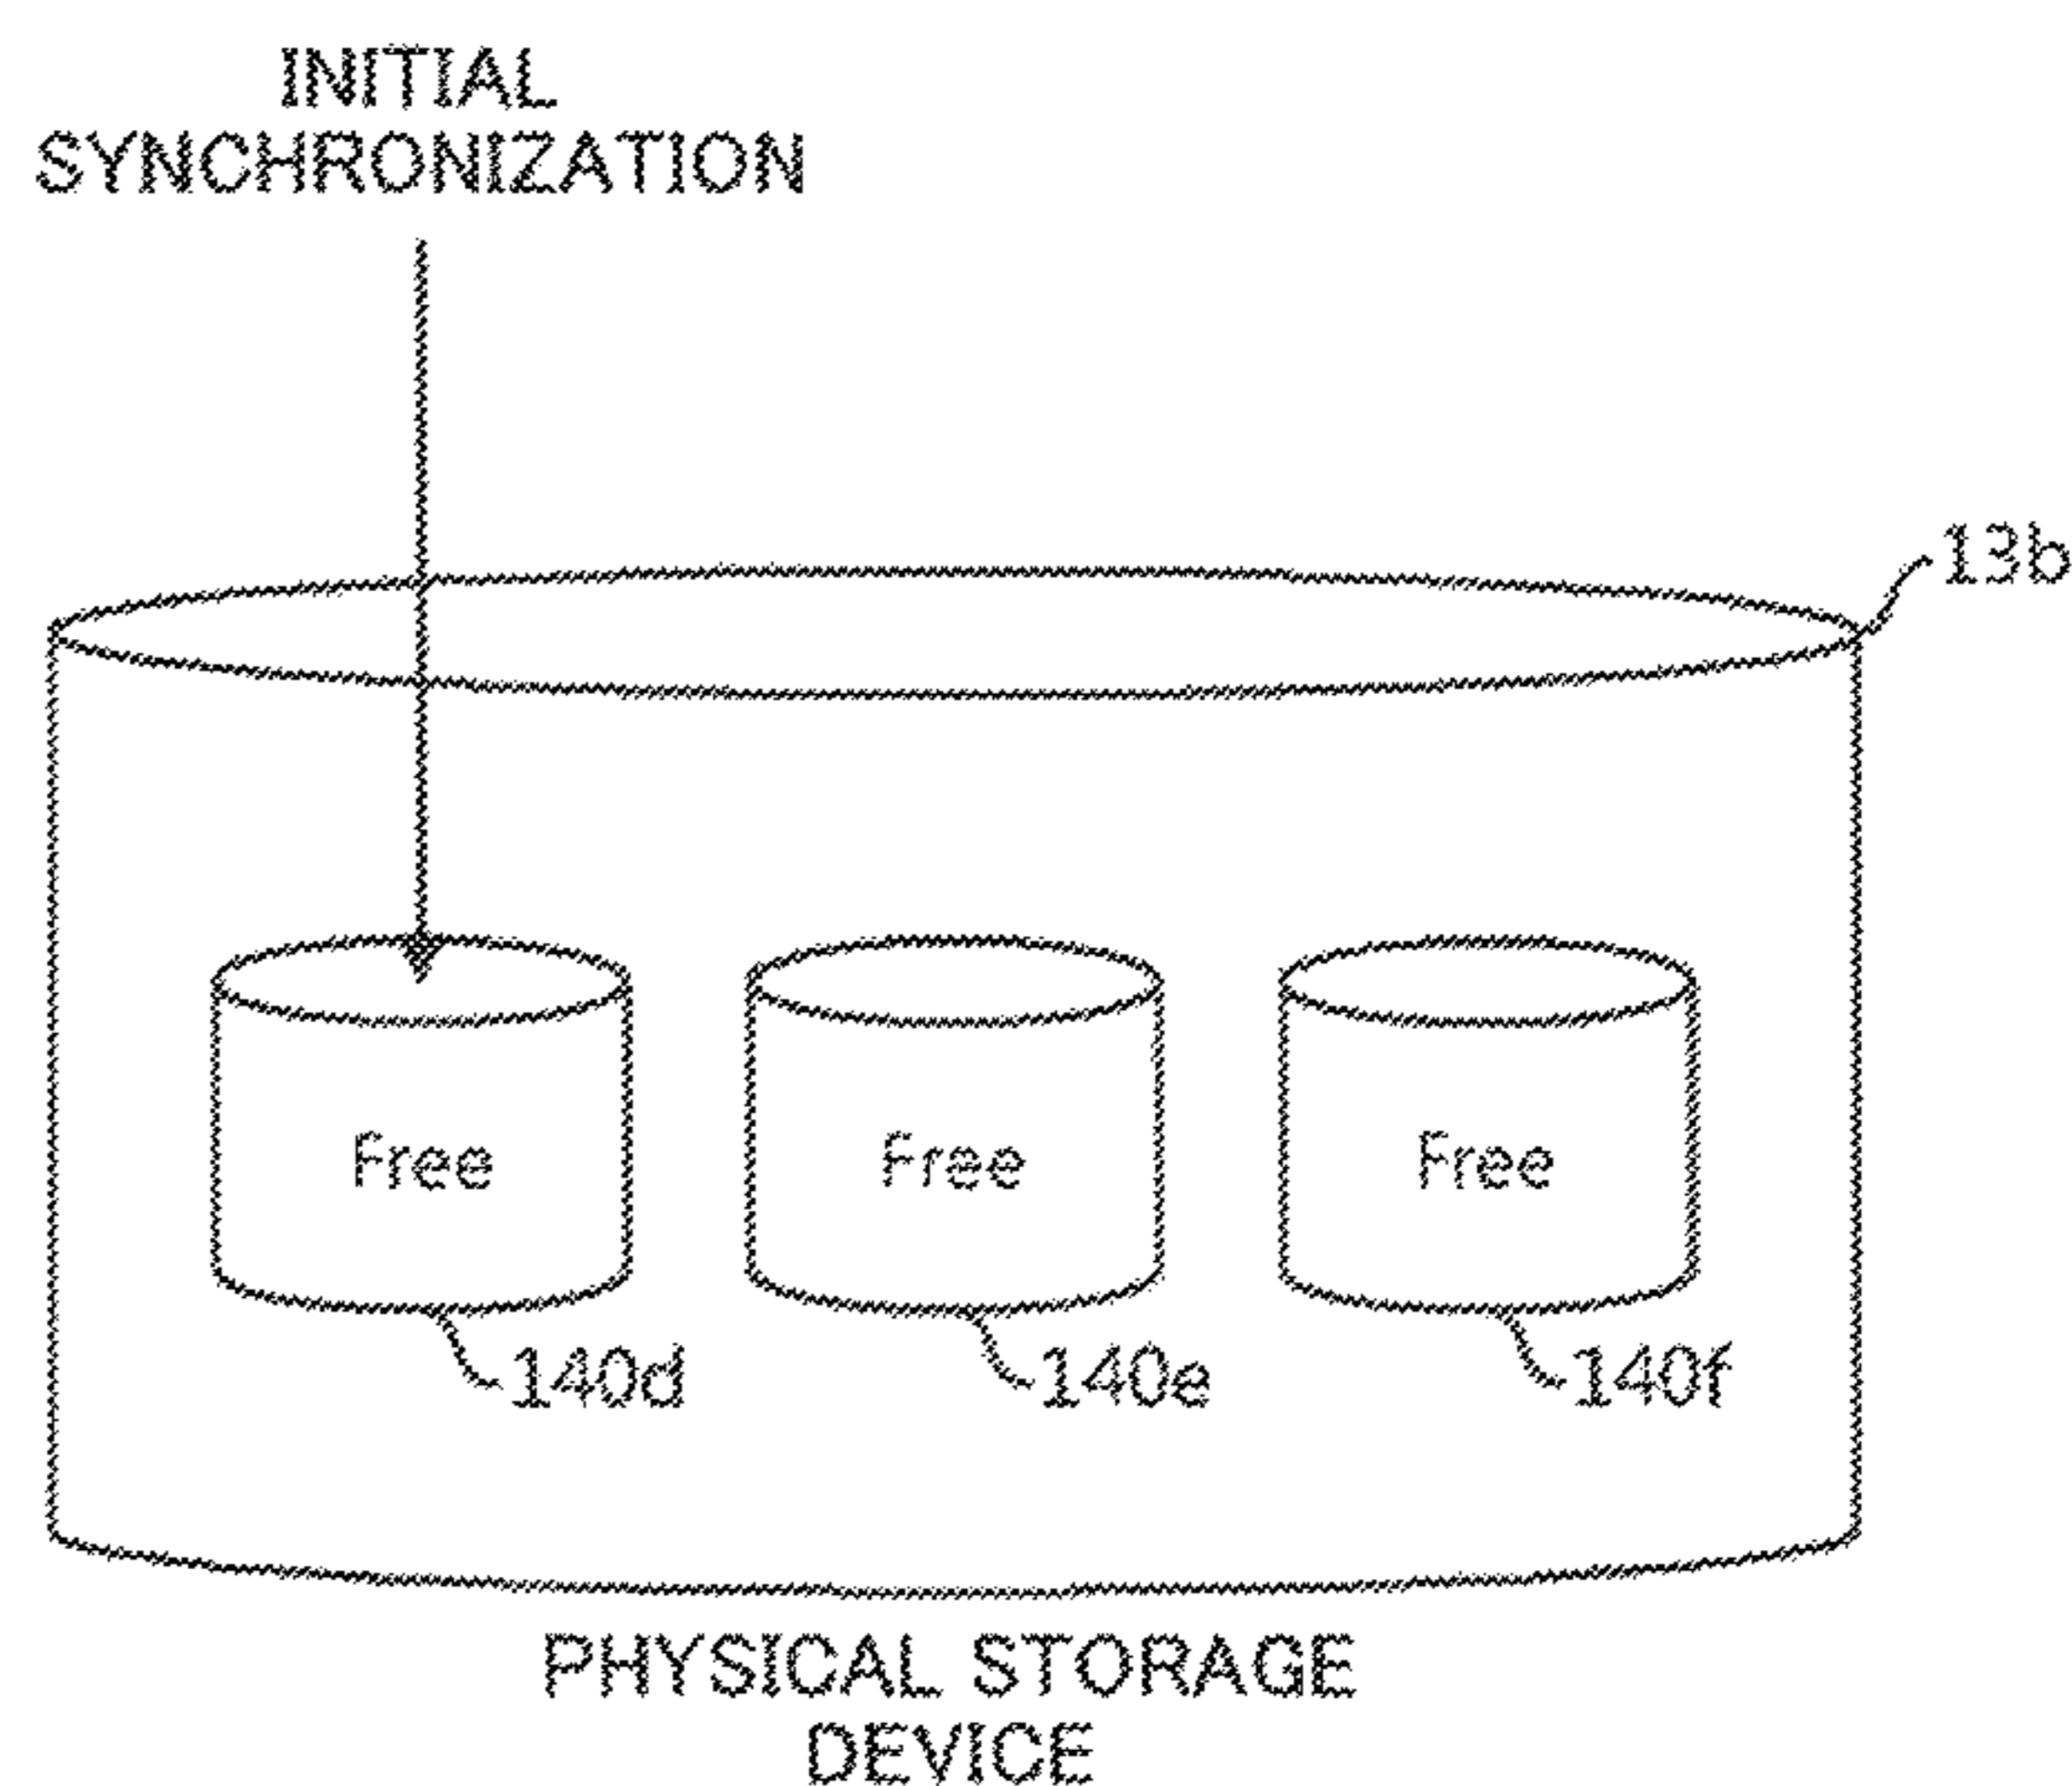 INITIAL
SYNCHRONIZATION
13b
Free
Free
Free
140d
140e
140f
PHYSICAL STORAGE
DEVICE